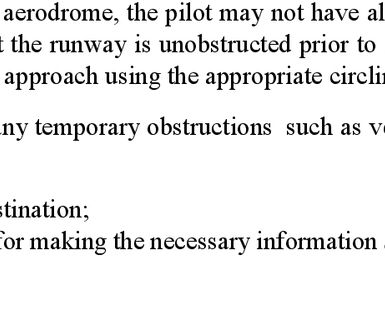 aerodrome, the pilot may not have al
the runway is unobstructed prior to
approach using the appropriate circlin
any temporary obstructions such as ve
stination;
for making the necessary information